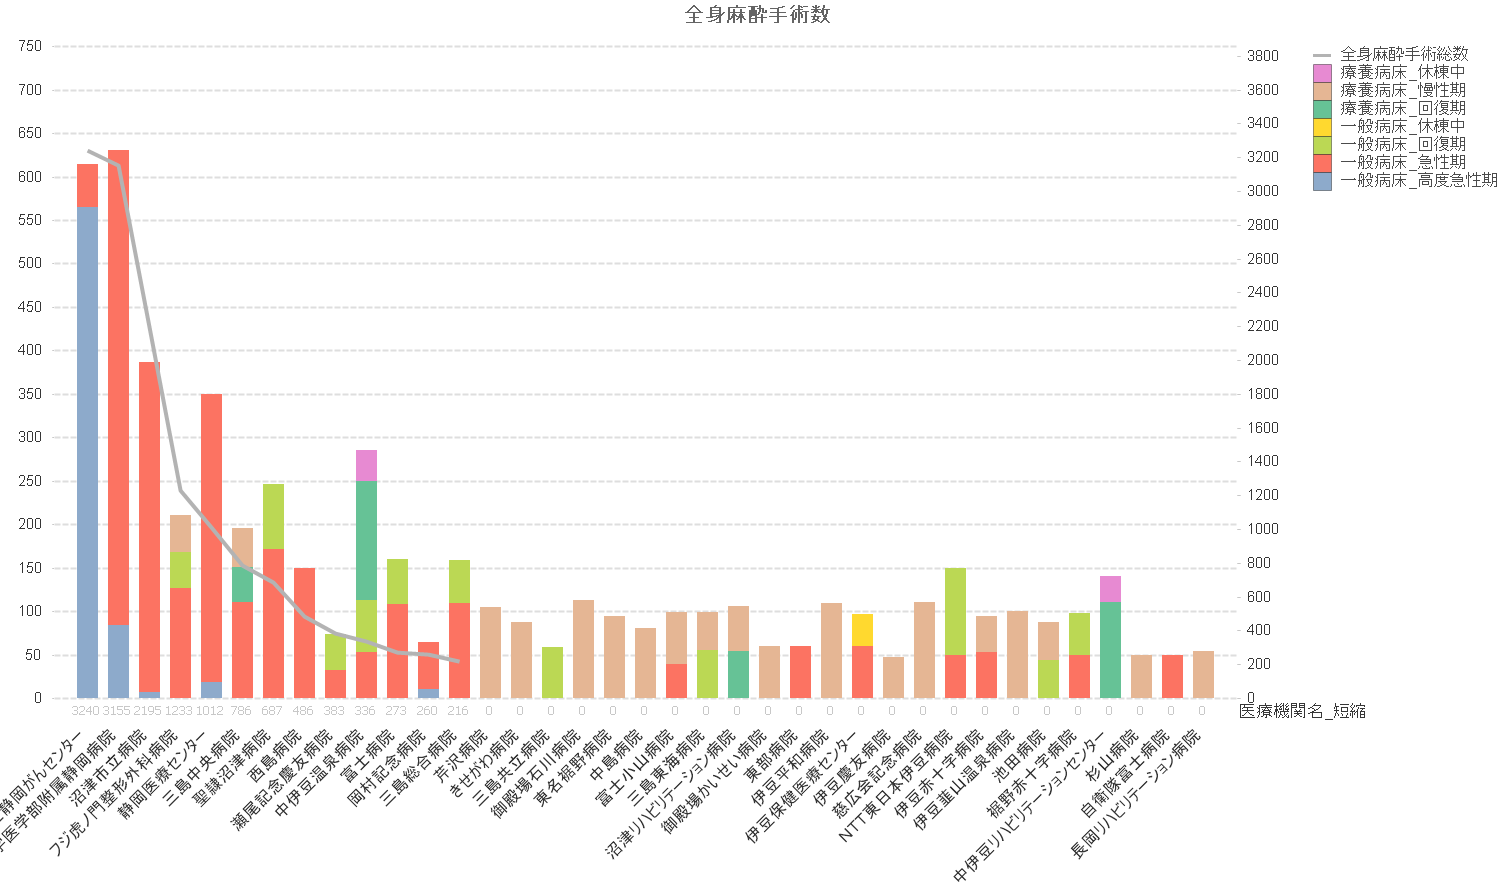 全身麻酔手術数
750
700
650
600
550
500
450
400
350
300
250
200
150
100
50
0
3800
3600
3400
3200
3000
2800
2600
2400
2200
2000
1800
1600
1400
1200
1000
800
600
400
200
0
全身麻酔手術総数
療養病床_休棟中
療養病床_慢性期
療養病床_回復期
一般病床_休棟中
一般病床_回復期
一般病床_急性期
一般病床_高度急性期
3240 3155 2195 1233 1012 786 687 486 383 336 273 260 216 0 0 0 0 0 0 0 0 0 0 0 0 0 0 0 0 0 0 0 0 0 0 0 0
医療機関名_短縮
静岡がんセンター
学医学部附属静岡病院
沼津市立病院
フジ虎ノ門整形外科病院
静岡医療センター
三島中央病院
聖隷沼津病院
西島病院
瀬尾記念慶友病院
中伊豆温泉病院
富士病院
岡村記念病院
三島総合病院
芹沢病院
きせがわ病院
三島共立病院
御殿場石川病院
東名裾野病院
中島病院
富士小山病院
三島東海病院
沼津リハビリテーション病院
御殿場かいせい病院
東部病院
伊豆平和病院
伊豆保健医療センター
伊豆慶友病院
慈広会記念病院
NTT東日本伊豆病院
伊豆赤十字病院
伊豆韮山温泉病院
池田病院
裾野赤十字病院
中伊豆リハビリテーションセンター
杉山病院
自衛隊富士病院
長岡リハビリテーション病院